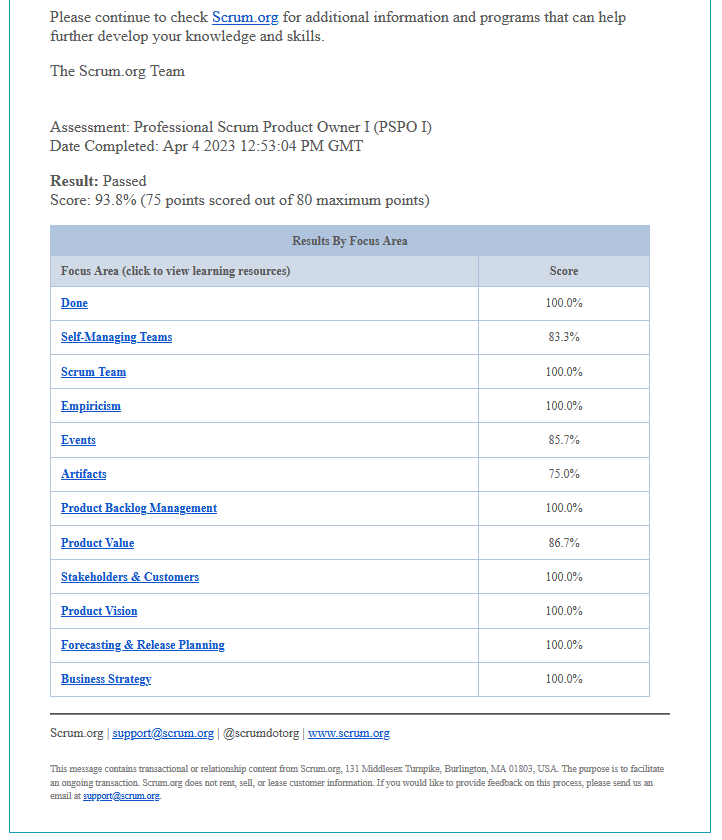 Please continue to check Scrum.org for additional information and programs that can help
further develop your knowledge and skills.
The Scrum.org Team
Assessment: Professional Scrum Product Owner I (PSPO I)
Date Completed: Apr 4 2023 12:53:04 PM GMT
Result: Passed
Score: 93.8% (75 points scored out of 80 maximum points)
Results By Focus Area
Focus Area (click to view learning resources) Score
Done 100.0%
Self-Managing Teams 83.3%
Scrum Team 100.0%
Empiricism 100.0%
Events 85.7%
Artifacts 75.0%
Product Backlog Management 100.0%
Product Value 86.7%
Stakeholders & Customers 100.0%
Product Vision 100.0%
Forecasting & Release Planning 100.0%
Business Strategy 100.0%
Scrum.org | support@scrum.org | @scrumdotorg | www.scrum.org
This message contains transactional or relationship content from Scrum.org, 131 Middlesex Turnpike, Burlington, MA 01803, USA. The purpose is to facilitate
an ongoing transaction. Scrum.org does not rent, sell, or lease customer information. If you would like to provide feedback on this process, please send us an
email at support@scrum.org.